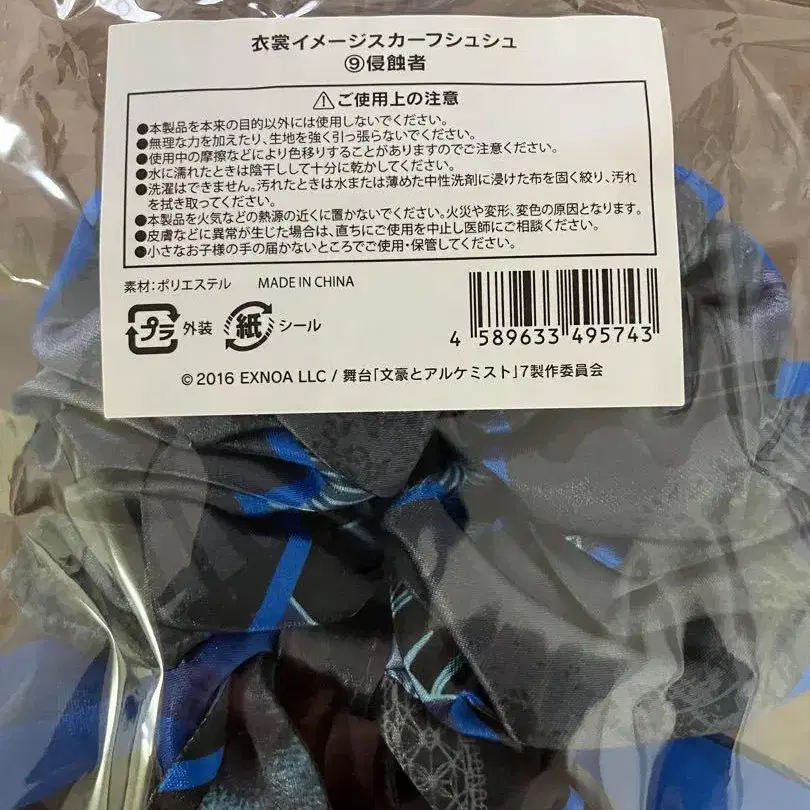 衣裳イメージスカーフシュシュ
⑨侵蝕者
⚠ご使用上の注意
●本製品を本来の目的以外には使用しないでください。
●無理な力を加えたり、生地を強く引っ張らないでください。
●使用中の摩擦などにより色移りすることがありますのでご注意ください。
●水に濡れたときは陰干しして十分に乾かしてください。
●洗濯はできません。汚れたときは水または薄めた中性洗剤に浸けた布を固く絞り、汚れ
を拭き取ってください。
●本製品を火気などの熱源の近くに置かないでください。火災や変形、変色の原因となります。
●皮膚などに異常が生じた場合は、直ちにご使用を中止し医師にご相談ください。
●小さなお子様の手の届かないところでご使用・保管してください。
素材:ポリエステル MADE IN CHINA
プラ 外装 紙 シール
4 589633 495743
© 2016 EXNOA LLC / 舞台「文豪とアルケミスト」7製作委員会